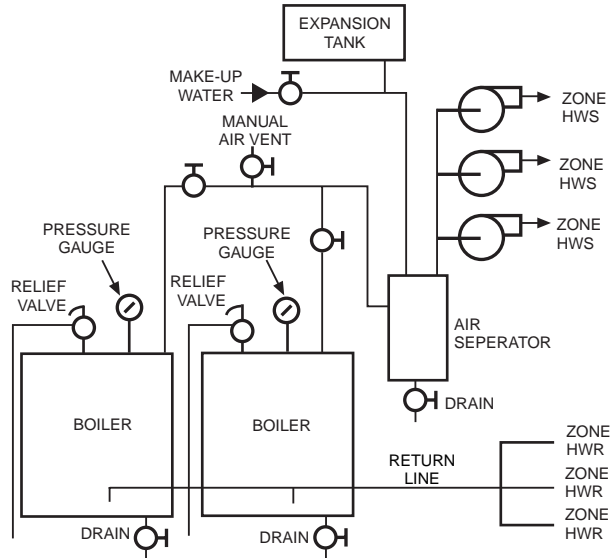 EXPANSION
TANK
MAKE-UP
WATER
MANUAL
AIR VENT
ZONE
HWS
ZONE
HWS
ZONE
HWS
PRESSURE
GAUGE
PRESSURE
GAUGE
RELIEF
VALVE
RELIEF
VALVE
AIR
SEPERATOR
BOILER
BOILER
DRAIN
RETURN
LINE
ZONE
HWR
ZONE
HWR
ZONE
HWR
DRAIN
DRAIN